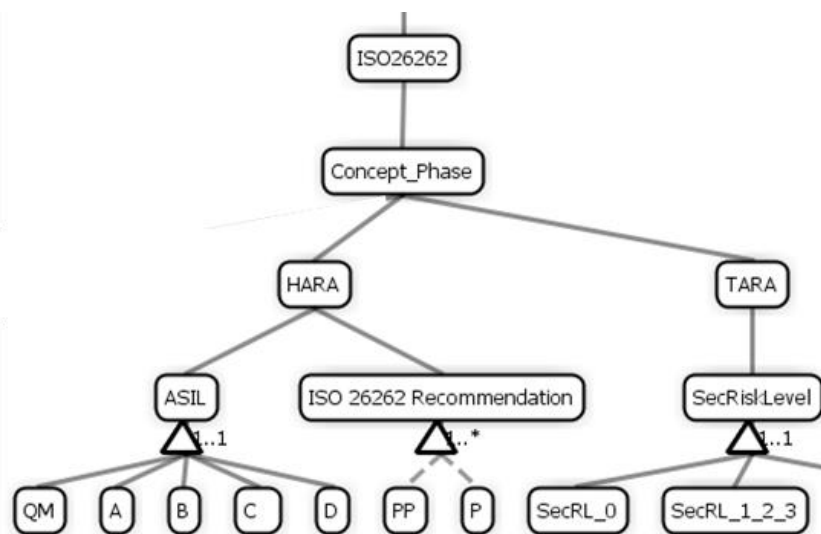 ISO26262
Concept_Phase
HARA
TARA
ASIL
ISO 26262 Recommendation
SecRiskLevel
1..1
1..*
1..1
QM
A
B
C
D
PP
P
SecRL_0
SecRL_1_2_3